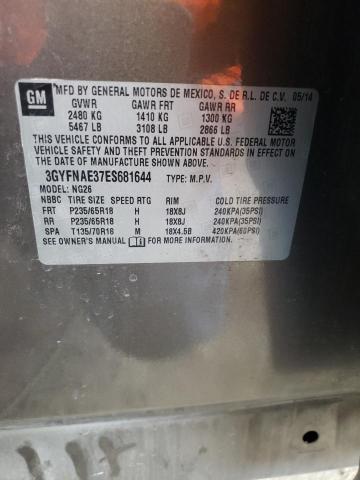 GM
MFD BY GENERAL MOTORS DE MEXICO, S. DE R.L. DE C.V. 05/14
GVWR GAWR FRT GAWR RR
2480 KG 1410 KG 1300 KG
5467 LB 3108 LB 2866 LB
THIS VEHICLE CONFORMS TO ALL APPLICABLE U.S. FEDERAL MOTOR
VEHICLE SAFETY AND THEFT PREVENTION STANDARDS IN EFFECT
ON THE DATE OF MANUFACTURE SHOWN ABOVE.
3GYFNAE37ES681644 TYPE: M.P.V.
MODEL: NG26
NBBC TIRE SIZE SPEED RTG RIM COLD TIRE PRESSURE
FRT P235/65R18 H 18X8J 240KPA(35PSI)
RR P235/65R18 H 18X8J 240KPA(35PSI)
SPA T135/70R16 M 18X4.5B 420KPA(60PSI)
SEE OWNER'S MANUAL FOR MORE INFORMATION